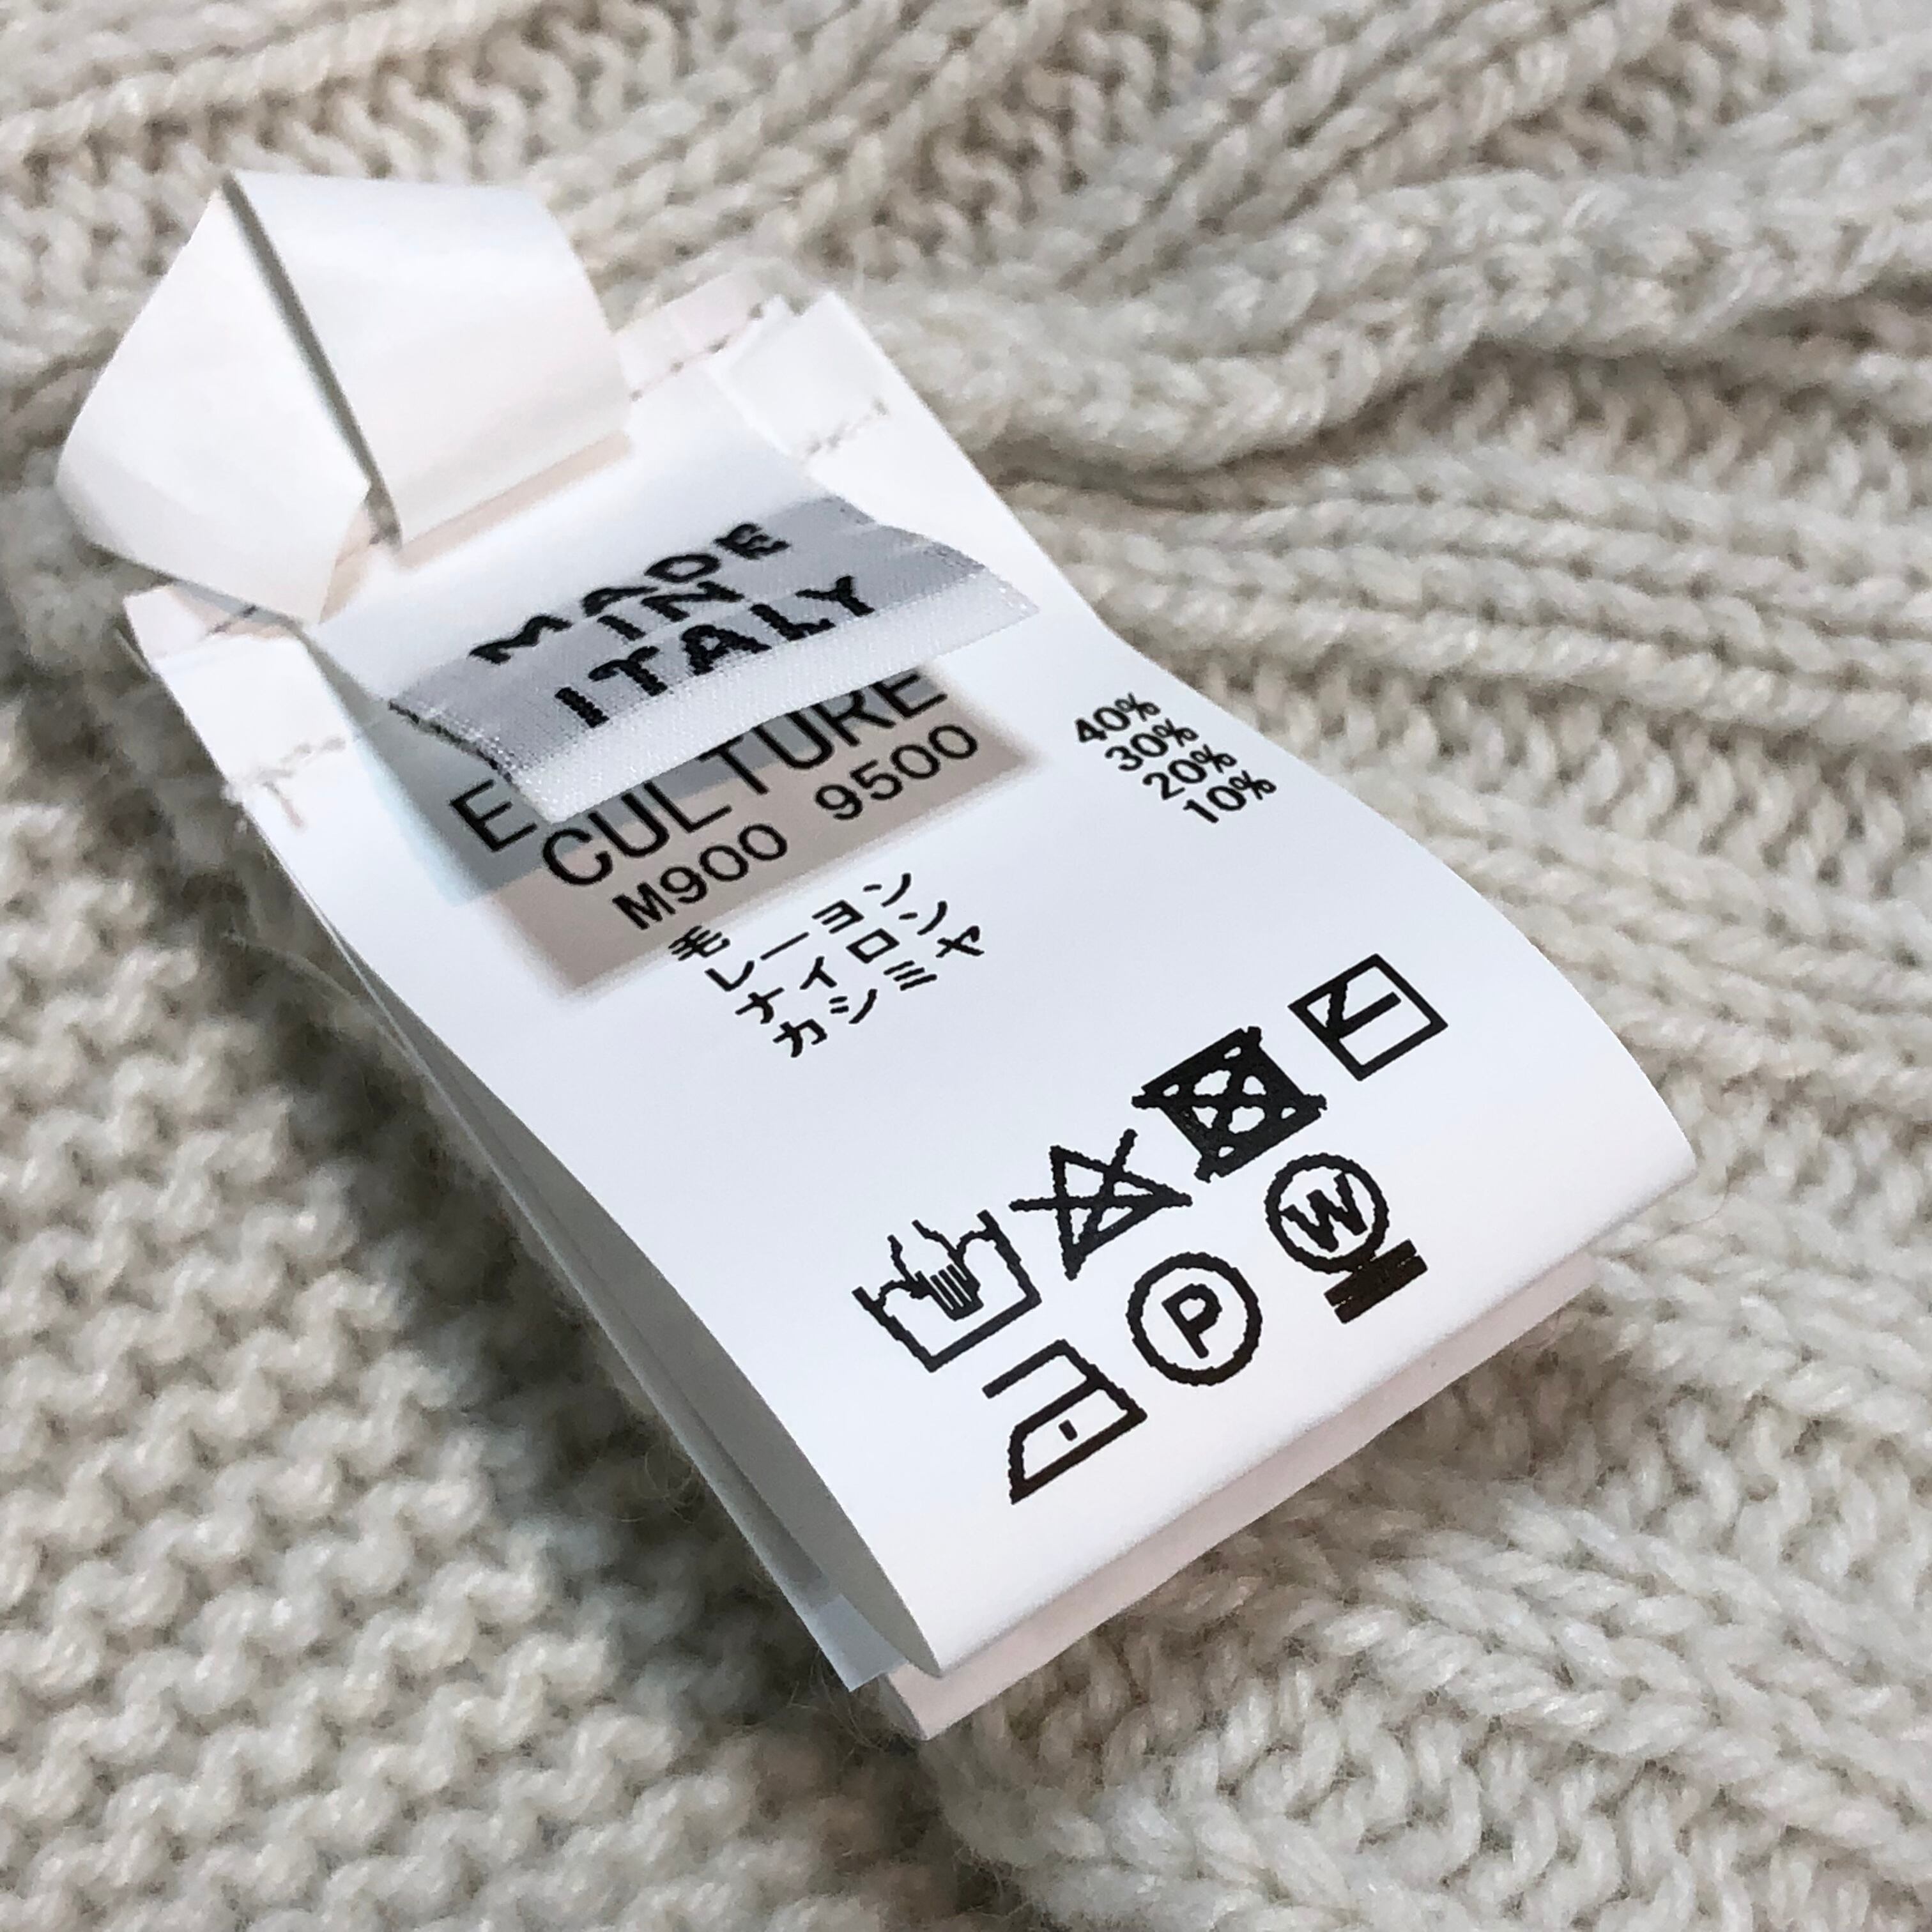 MADE
IN
ITALY
CULTURE
M900 9500
毛 40%
レーヨン 30%
ナイロン 20%
カシミヤ 10%
P
W